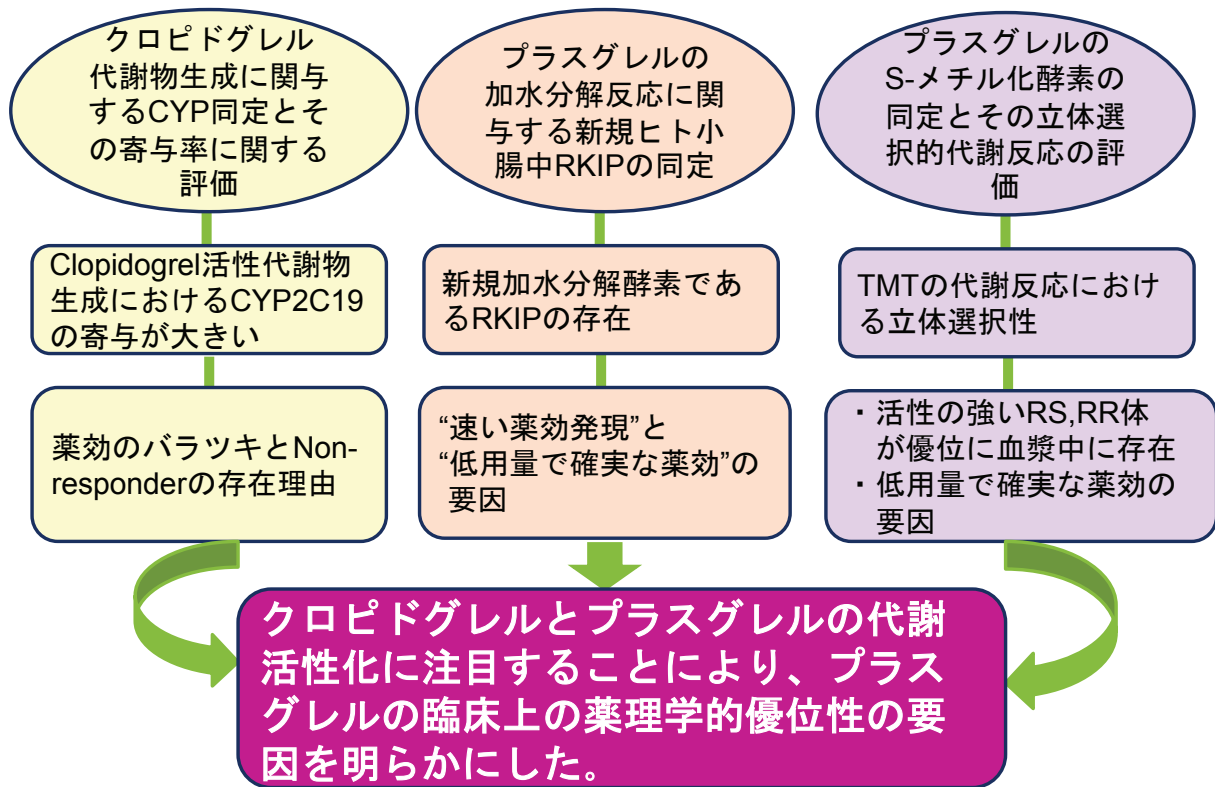 クロピドグレル
代謝物生成に関与
するCYP同定とそ
の寄与率に関する
評価
プラスグレルの
加水分解反応に関
与する新規ヒト小
腸中RKIPの同定
プラスグレルの
S-メチル化酵素の
同定とその立体選
択的代謝反応の評
価
Clopidogrel活性代謝物
生成におけるCYP2C19
の寄与が大きい
新規加水分解酵素であ
るRKIPの存在
TMTの代謝反応におけ
る立体選択性
薬効のバラツキとNon-
responderの存在理由
“速い薬効発現”と
“低用量で確実な薬効”の
要因
・活性の強いRS,RR体
が優位に血漿中に存在
・低用量で確実な薬効の
要因
クロピドグレルとプラスグレルの代謝
活性化に注目することにより、プラス
グレルの臨床上の薬理学的優位性の要
因を明らかにした。